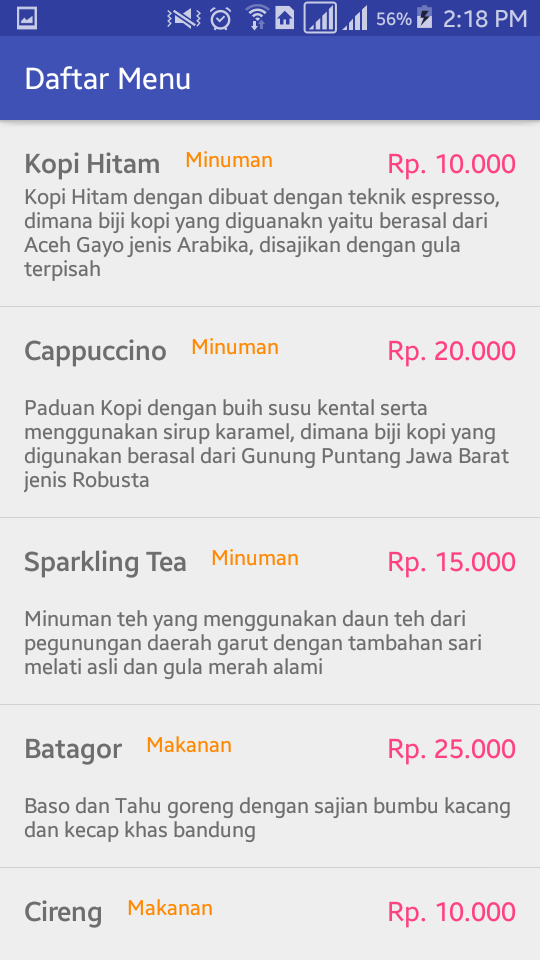 56% 2:18 PM
Daftar Menu
Kopi Hitam Minuman Rp. 10.000
Kopi Hitam dengan dibuat dengan teknik espresso,
dimana biji kopi yang diguanakn yaitu berasal dari
Aceh Gayo jenis Arabika, disajikan dengan gula
terpisah
Cappuccino Minuman Rp. 20.000
Paduan Kopi dengan buih susu kental serta
menggunakan sirup karamel, dimana biji kopi yang
digunakan berasal dari Gunung Puntang Jawa Barat
jenis Robusta
Sparkling Tea Minuman Rp. 15.000
Minuman teh yang menggunakan daun teh dari
pegunungan daerah garut dengan tambahan sari
melati asli dan gula merah alami
Batagor Makanan Rp. 25.000
Baso dan Tahu goreng dengan sajian bumbu kacang
dan kecap khas bandung
Cireng Makanan Rp. 10.000